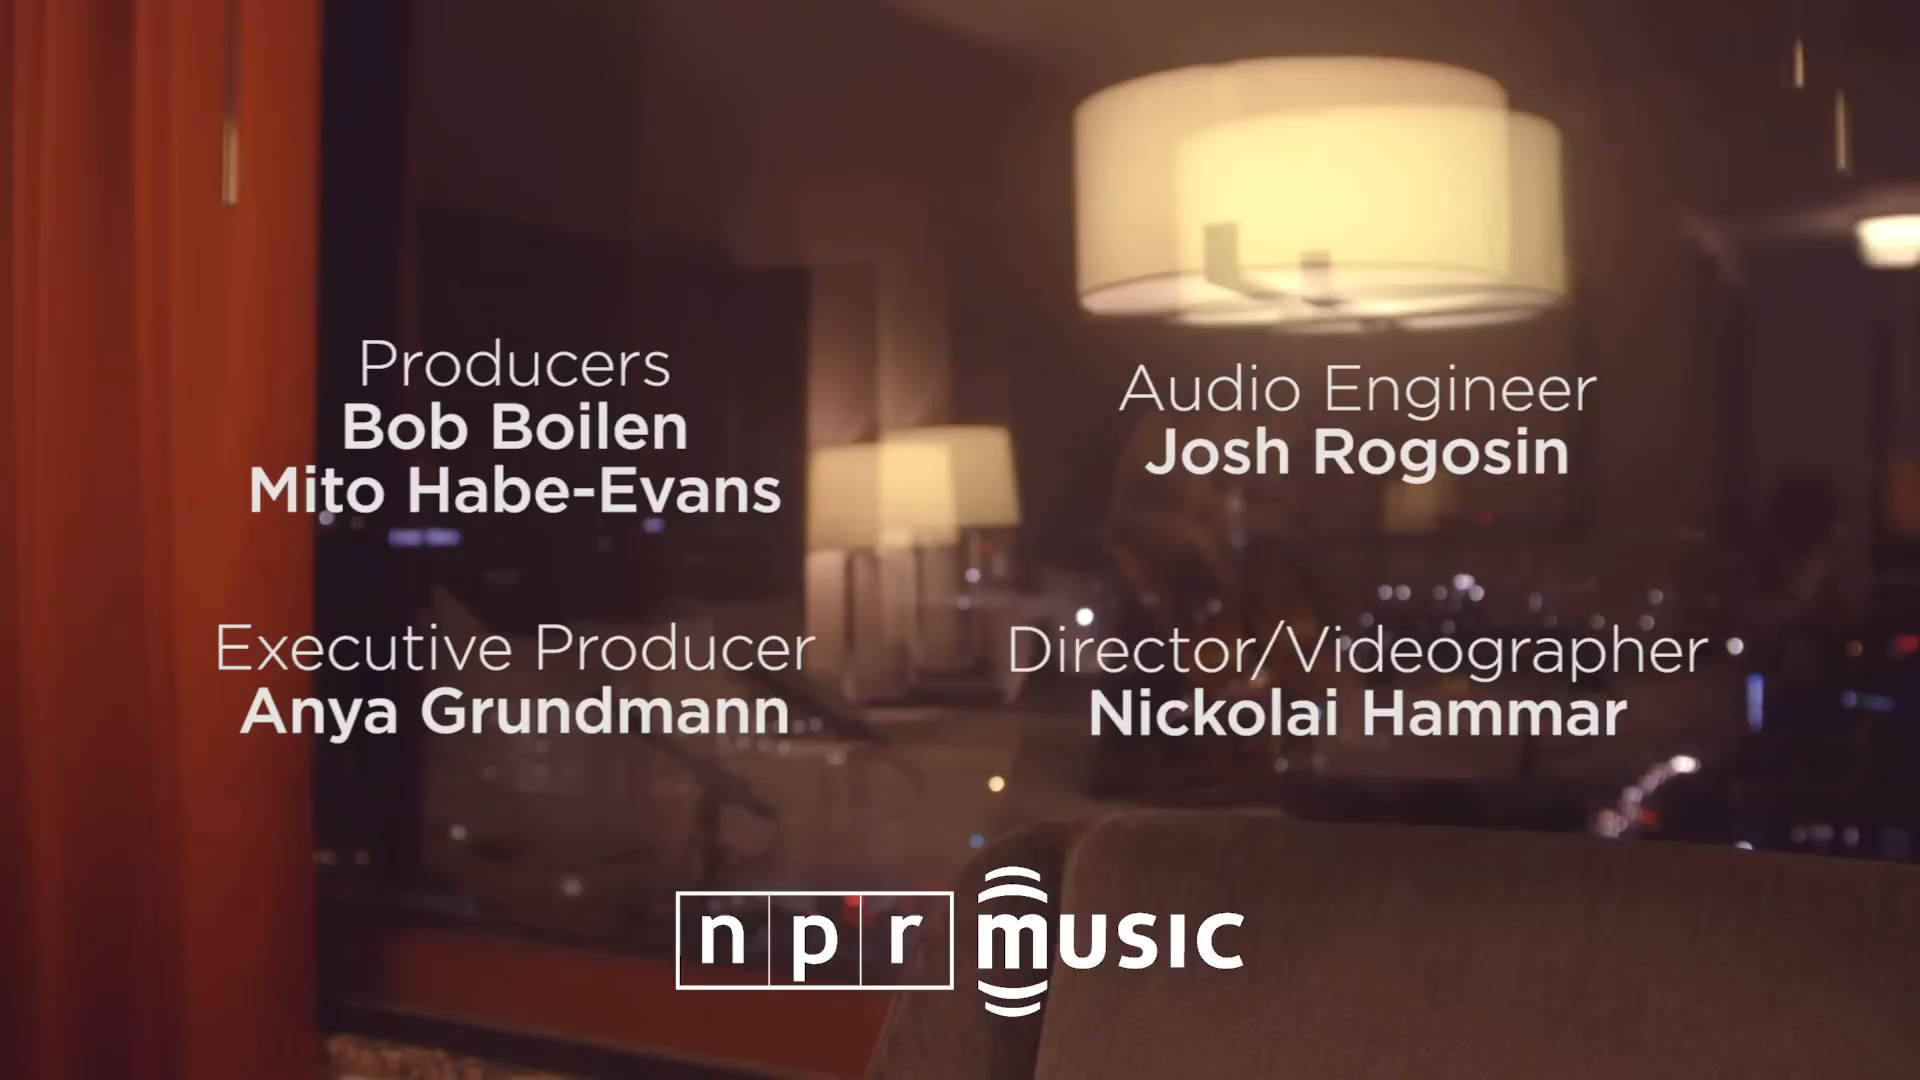 Producers
Bob Boilen
Mito Habe-Evans
Audio Engineer
Josh Rogosin
Executive Producer
Anya Grundmann
Director/Videographer
Nickolai Hammar
npr music